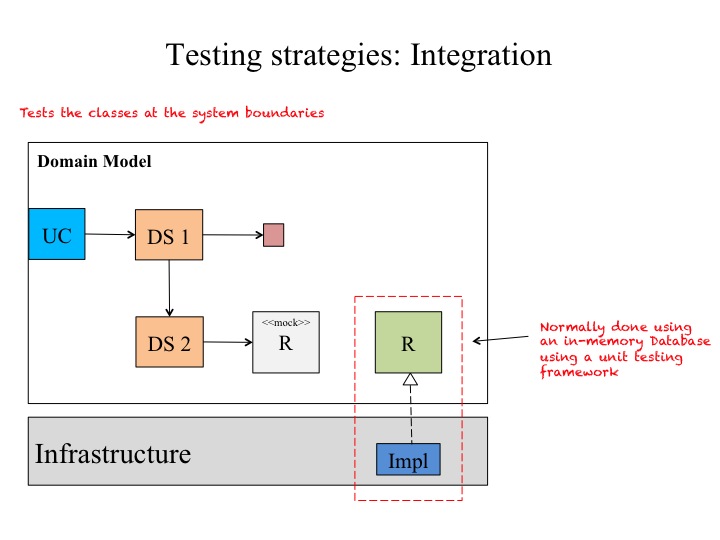 Testing strategies: Integration
Tests the classes at the system boundaries
Domain Model
UC
DS 1
DS 2
<<mock>>
R
R
Normally done using
an in-memory Database
using a unit testing
framework
Infrastructure
Impl